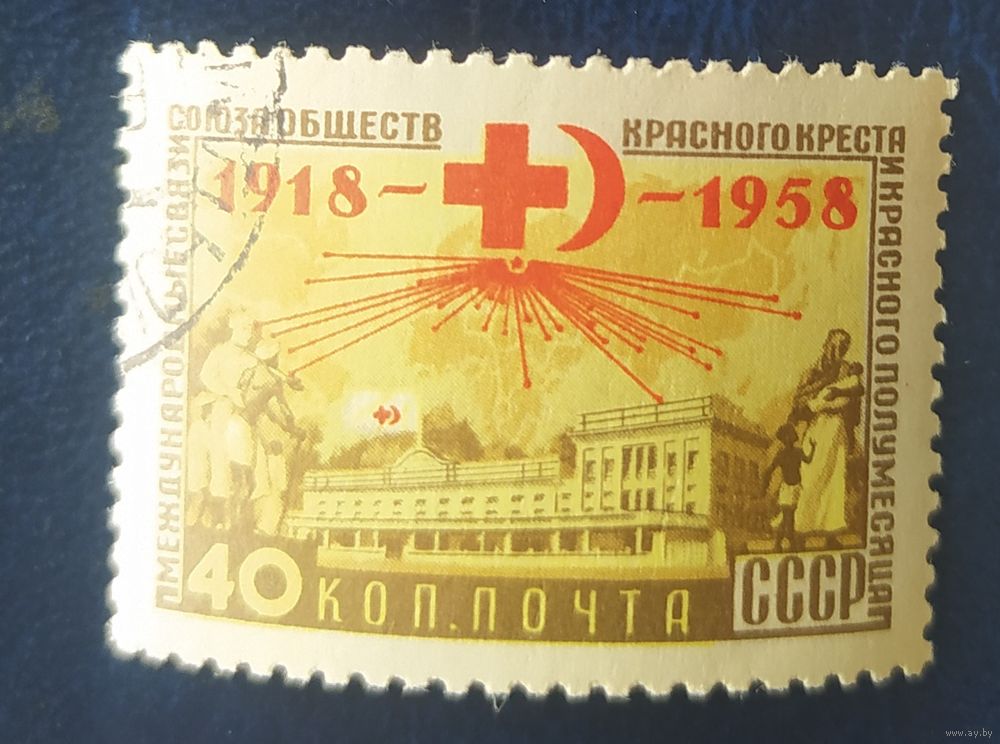 МЕЖДУНАРОДНЫЕ СВЯЗИ
СОЮЗА ОБЩЕСТВ
КРАСНОГО КРЕСТА
И КРАСНОГО ПОЛУМЕСЯЦА
1918 –
– 1958
40 КОП. ПОЧТА
СССР
www.ay.by